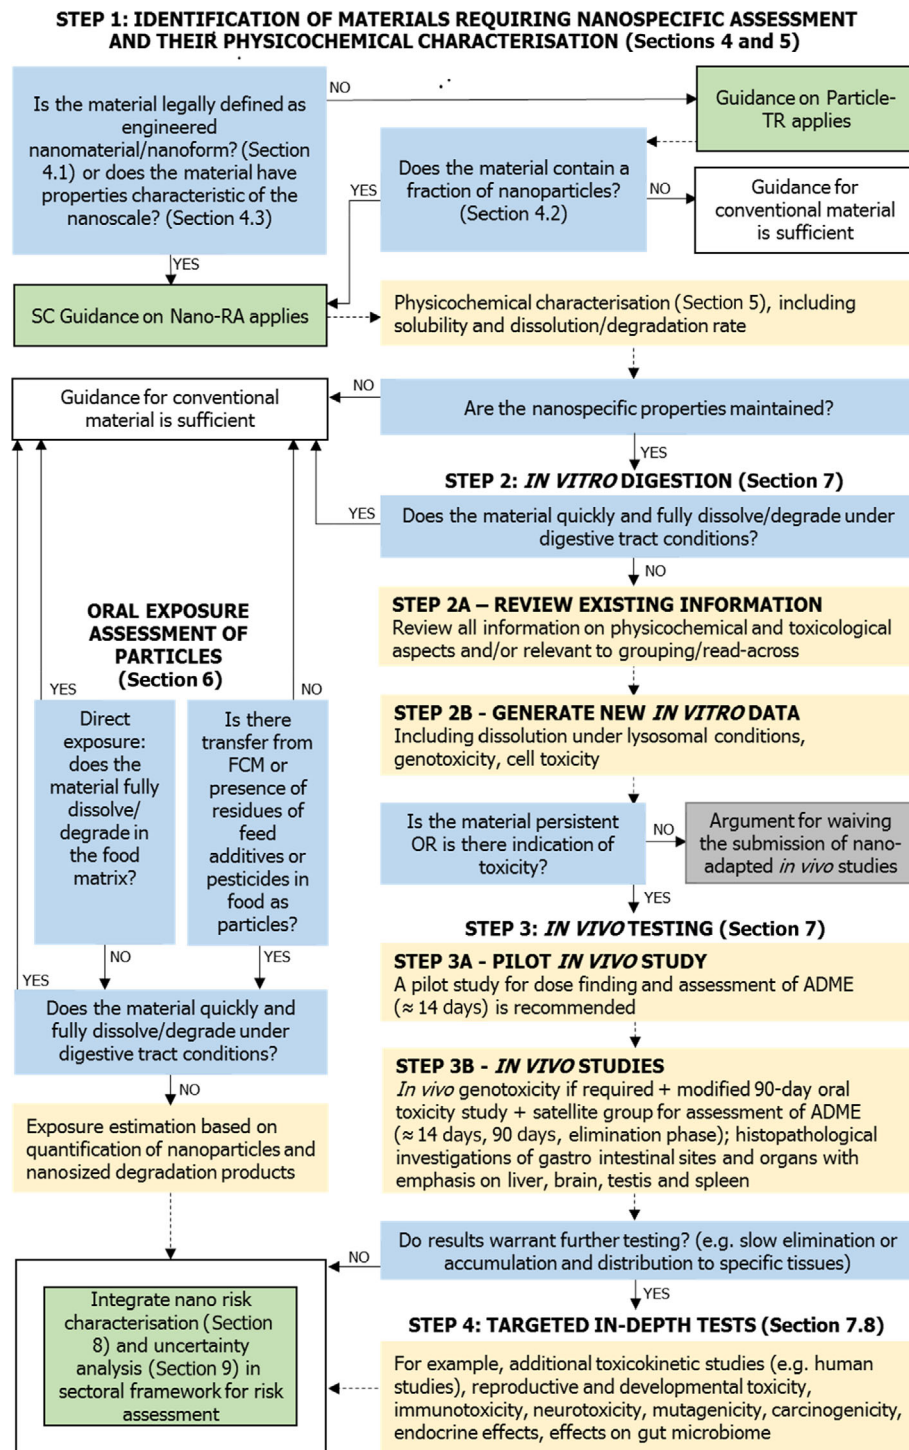 STEP 1: IDENTIFICATION OF MATERIALS REQUIRING NANOSPECIFIC ASSESSMENT
AND THEIR PHYSICOCHEMICAL CHARACTERISATION (Sections 4 and 5)
Is the material legally defined as
engineered
nanomaterial/nanoform? (Section
4.1) or does the material have
properties characteristic of the
nanoscale? (Section 4.3)
NO
Guidance on Particle-
TR applies
Does the material contain a
fraction of nanoparticles?
(Section 4.2)
YES
NO
Guidance for
conventional material
is sufficient
YES
SC Guidance on Nano-RA applies
Physicochemical characterisation (Section 5), including
solubility and dissolution/degradation rate
Guidance for conventional
material is sufficient
NO
Are the nanospecific properties maintained?
YES
STEP 2: IN VITRO DIGESTION (Section 7)
YES
Does the material quickly and fully dissolve/degrade under
digestive tract conditions?
NO
STEP 2A – REVIEW EXISTING INFORMATION
Review all information on physicochemical and toxicological
aspects and/or relevant to grouping/read-across
STEP 2B - GENERATE NEW IN VITRO DATA
Including dissolution under lysosomal conditions,
genotoxicity, cell toxicity
Is the material persistent
OR is there indication of
toxicity?
NO
Argument for waiving
the submission of nano-
adapted in vivo studies
YES
ORAL EXPOSURE
ASSESSMENT OF
PARTICLES
(Section 6)
YES
NO
Direct
exposure:
does the
material fully
dissolve/
degrade in
the food
matrix?
Is there
transfer from
FCM or
presence of
residues of
feed
additives or
pesticides in
food as
particles?
NO
YES
YES
Does the material quickly and
fully dissolve/degrade under
digestive tract conditions?
NO
Exposure estimation based on
quantification of nanoparticles and
nanosized degradation products
STEP 3: IN VIVO TESTING (Section 7)
STEP 3A - PILOT IN VIVO STUDY
A pilot study for dose finding and assessment of ADME
(≈ 14 days) is recommended
STEP 3B - IN VIVO STUDIES
In vivo genotoxicity if required + modified 90-day oral
toxicity study + satellite group for assessment of ADME
(≈ 14 days, 90 days, elimination phase); histopathological
investigations of gastro intestinal sites and organs with
emphasis on liver, brain, testis and spleen
NO
Do results warrant further testing? (e.g. slow elimination or
accumulation and distribution to specific tissues)
YES
Integrate nano risk
characterisation (Section
8) and uncertainty
analysis (Section 9) in
sectoral framework for risk
assessment
STEP 4: TARGETED IN-DEPTH TESTS (Section 7.8)
For example, additional toxicokinetic studies (e.g. human
studies), reproductive and developmental toxicity,
immunotoxicity, neurotoxicity, mutagenicity, carcinogenicity,
endocrine effects, effects on gut microbiome